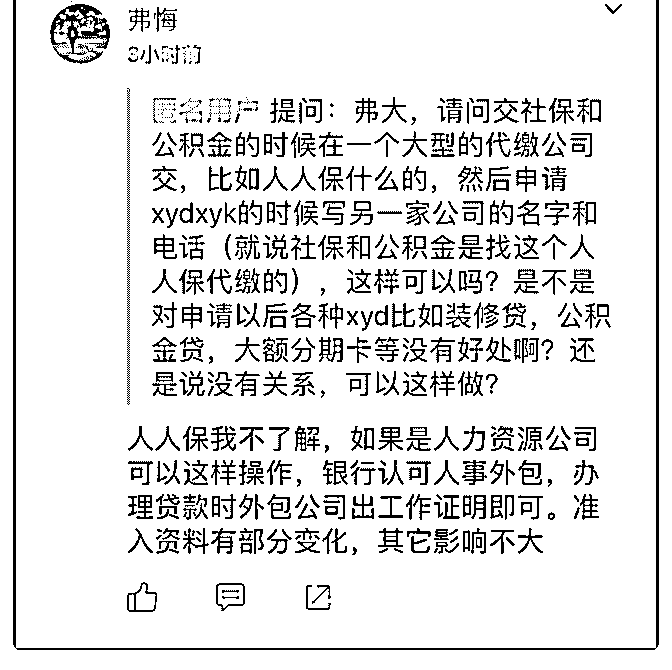 弗悔
3小时前
匿名用户 提问：弗大，请问交社保和
公积金的时候在一个大型的代缴公司
交，比如人人保什么的，然后申请
xydxyk的时候写另一家公司的名字和
电话（就说社保和公积金是找这个人
人保代缴的），这样可以吗？是不是
对申请以后各种xyd比如装修贷，公积
金贷，大额分期卡等没有好处啊？还
是说没有关系，可以这样做？
人人保我不了解，如果是人力资源公司
可以这样操作，银行认可人事外包，办
理贷款时外包公司出工作证明即可。准
入资料有部分变化，其它影响不大